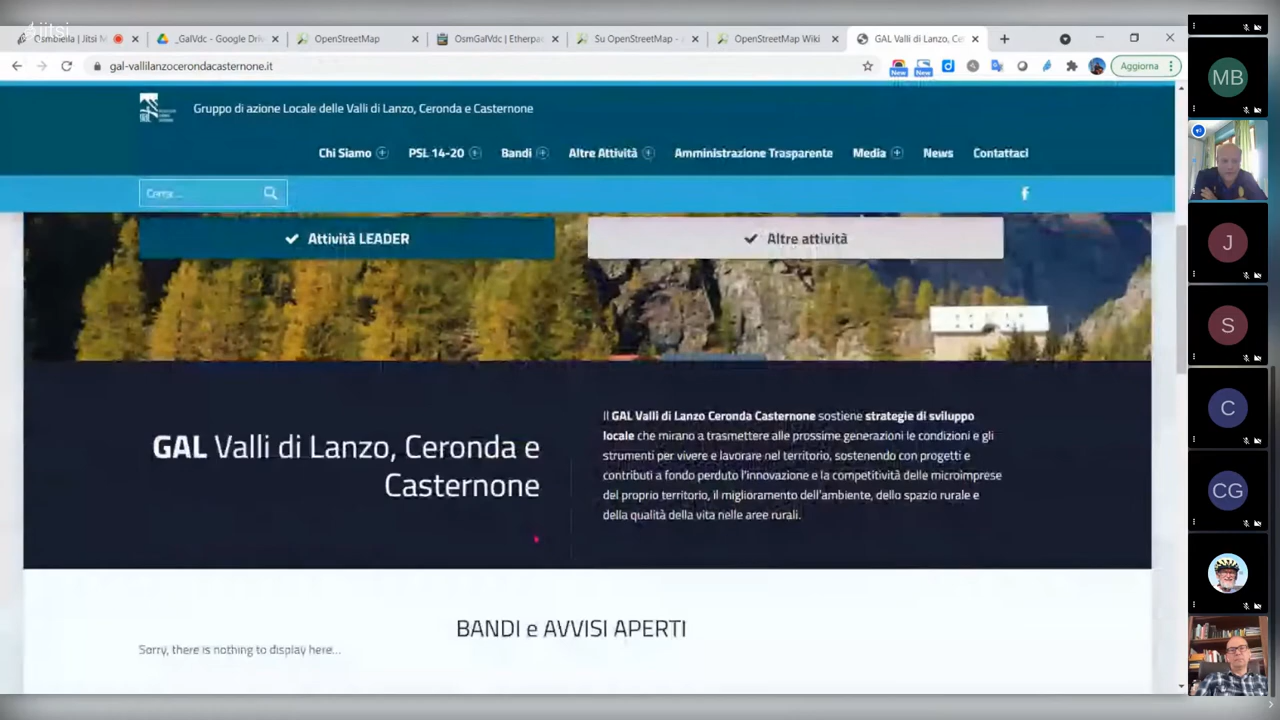 jitsi
Osmbiella | Jitsi M
_GalVdc - Google Driv
OpenStreetMap
OsmGalVdc | Etherpa
Su OpenStreetMap -
OpenStreetMap Wiki
GAL Valli di Lanzo, Ce
gal-vallilanzocerondacasternone.it
New
New
Aggiorna
Gruppo di azione Locale delle Valli di Lanzo, Ceronda e Casternone
Chi Siamo
PSL 14-20
Bandi
Altre Attività
Amministrazione Trasparente
Media
News
Contattaci
Cerca ...
Attività LEADER
Altre attività
GAL Valli di Lanzo, Ceronda e
Casternone
Il GAL Valli di Lanzo Ceronda Casternone sostiene strategie di sviluppo
locale che mirano a trasmettere alle prossime generazioni le condizioni e gli
strumenti per vivere e lavorare nel territorio, sostenendo con progetti e
contributi a fondo perduto l'innovazione e la competitività delle microimprese
del proprio territorio, il miglioramento dell'ambiente, dello spazio rurale e
della qualità della vita nelle aree rurali.
BANDI e AVVISI APERTI
Sorry, there is nothing to display here...
MB
J
S
C
CG